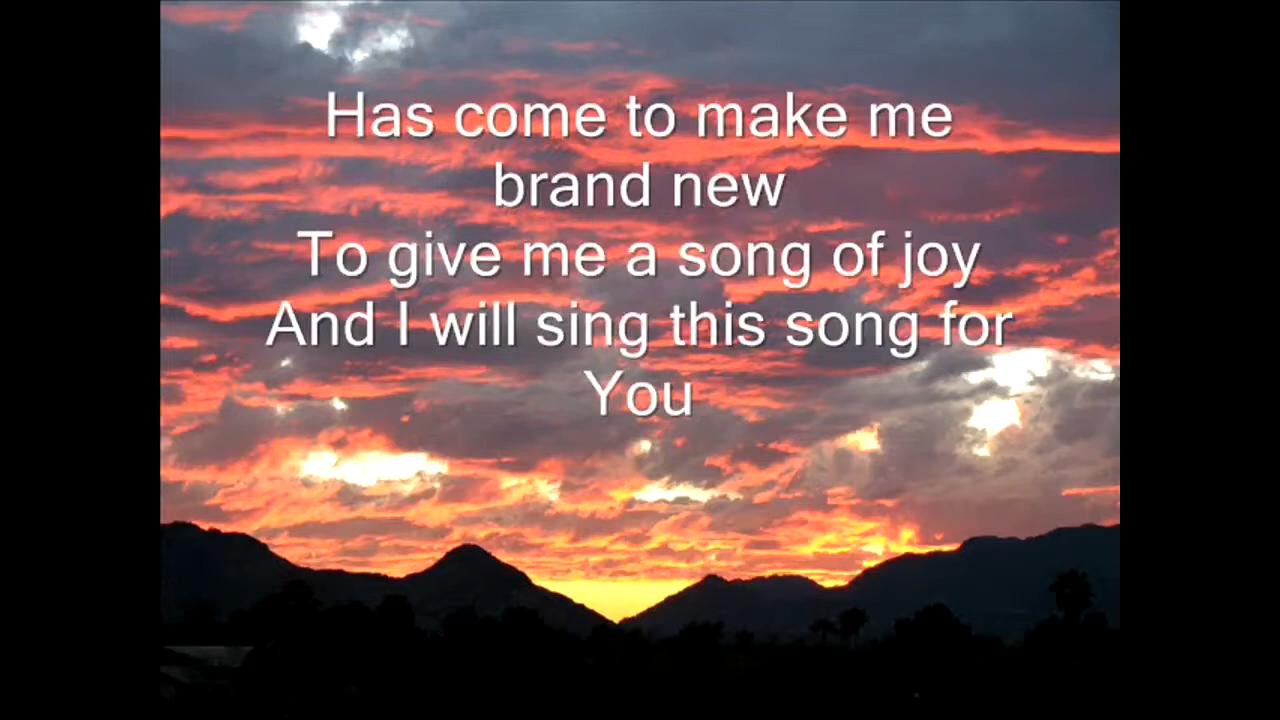 Has come to make me
brand new
To give me a song of joy
And I will sing this song for
You